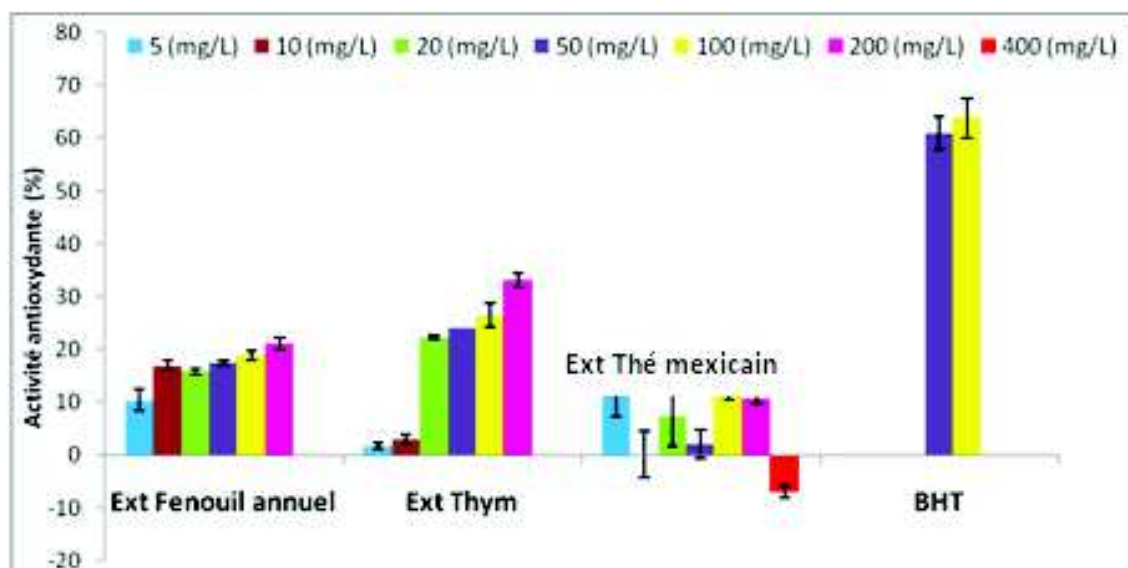 80
5 (mg/L) 10 (mg/L) 20 (mg/L) 50 (mg/L) 100 (mg/L) 200 (mg/L) 400 (mg/L)
70
60
50
40
30
20
10
0
-10
-20
Activité antioxydante (%)
Ext Thé mexicain
Ext Fenouil annuel Ext Thym BHT